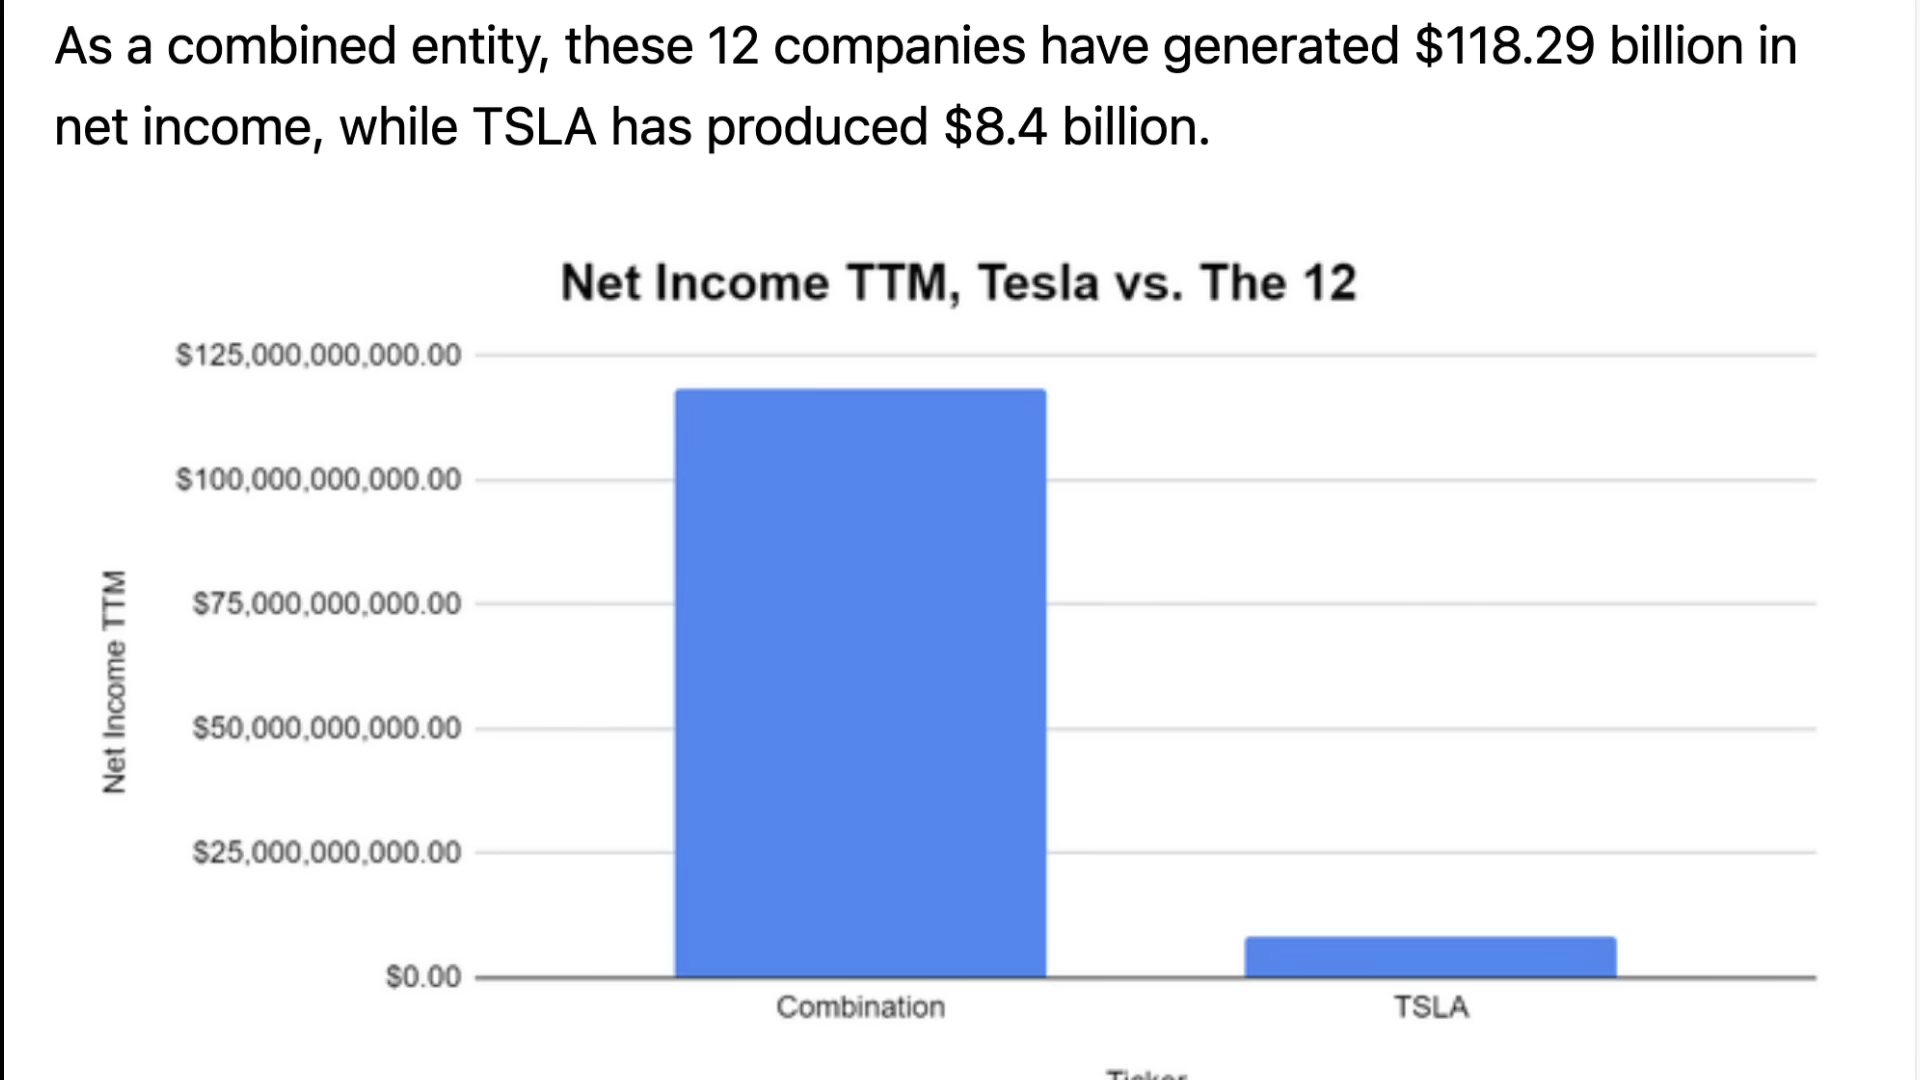 As a combined entity, these 12 companies have generated $118.29 billion in
net income, while TSLA has produced $8.4 billion.
Net Income TTM, Tesla vs. The 12
$125,000,000,000.00
$100,000,000,000.00
$75,000,000,000.00
$50,000,000,000.00
$25,000,000,000.00
$0.00
Net Income TTM
Combination
TSLA
Ticker